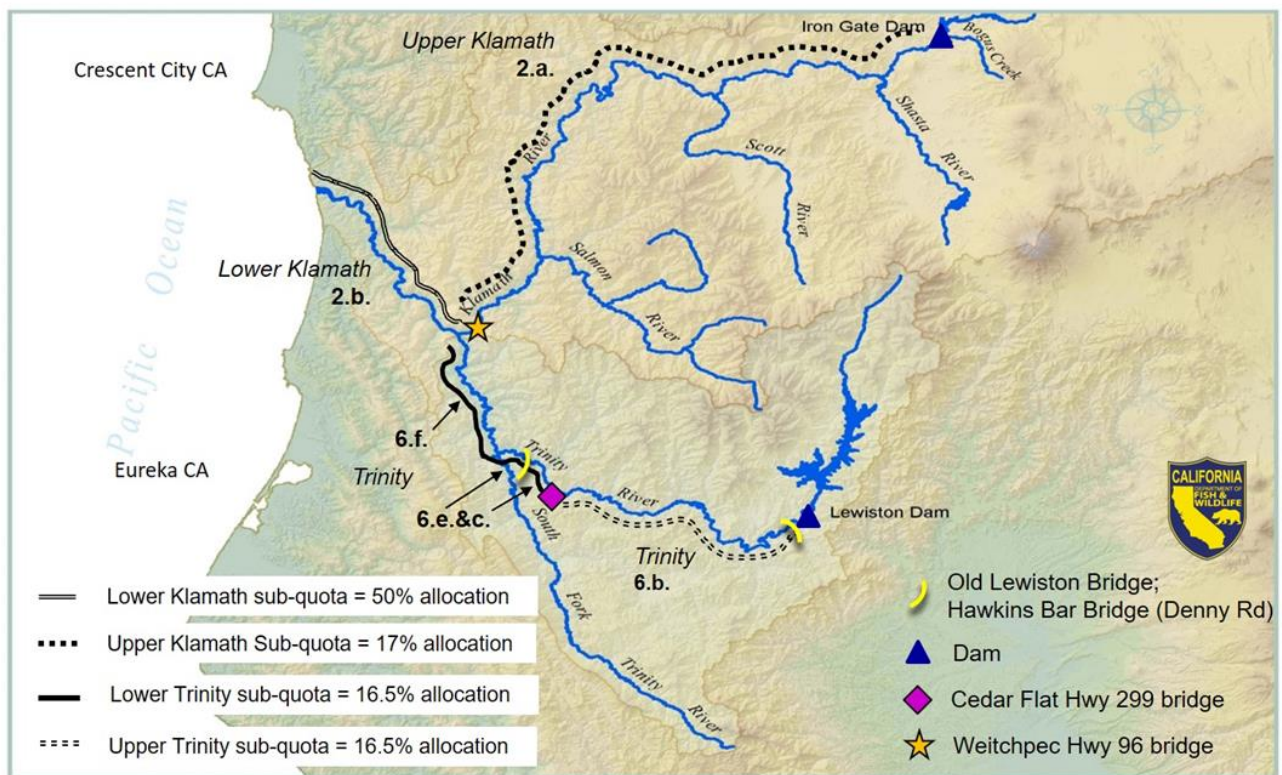 Iron Gate Dam
Upper Klamath
2.a.
Bogus Creek
Crescent City CA
Shasta
River
River
Scott
River
Pacific Ocean
Lower Klamath
2.b.
Klamath
Salmon
River
6.f.
Trinity
Trinity
River
Eureka CA
6.e.&c.
South
Fork
Trinity
River
Lewiston Dam
Trinity
6.b.
CALIFORNIA
DEPARTMENT OF
FISH &
WILDLIFE
Lower Klamath sub-quota = 50% allocation
Upper Klamath Sub-quota = 17% allocation
Lower Trinity sub-quota = 16.5% allocation
Upper Trinity sub-quota = 16.5% allocation
Old Lewiston Bridge;
Hawkins Bar Bridge (Denny Rd)
Dam
Cedar Flat Hwy 299 bridge
Weitchpec Hwy 96 bridge